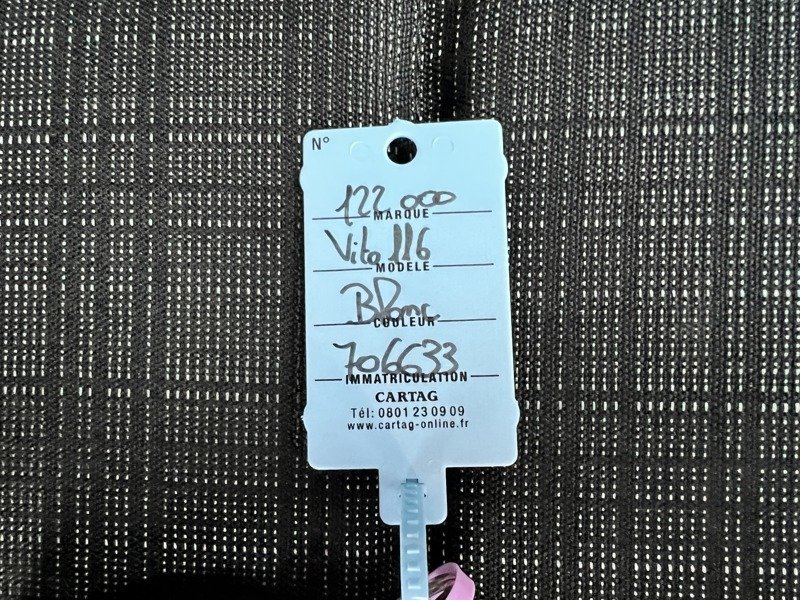 N°
122 000
MARQUE
Vito 116
MODELE
Blanc
COULEUR
706633
IMMATRICULATION
CARTAG
Tél: 0801 23 09 09
www.cartag-online.fr